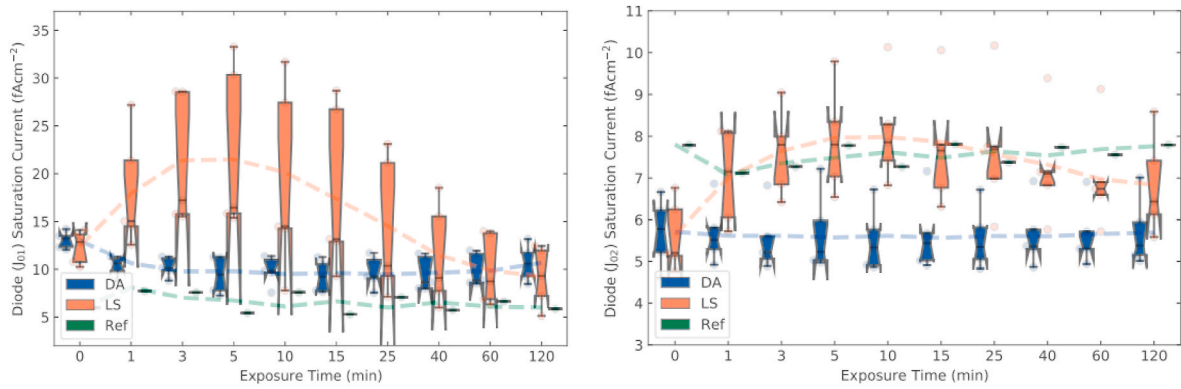 Diode (J₀₁) Saturation Current (fAcm⁻²)
35
30
25
20
15
10
5
DA
LS
Ref
0 1 3 5 10 15 25 40 60 120
Exposure Time (min)
Diode (J₀₂) Saturation Current (fAcm⁻²)
11
10
9
8
7
6
5
4
3
DA
LS
Ref
0 1 3 5 10 15 25 40 60 120
Exposure Time (min)